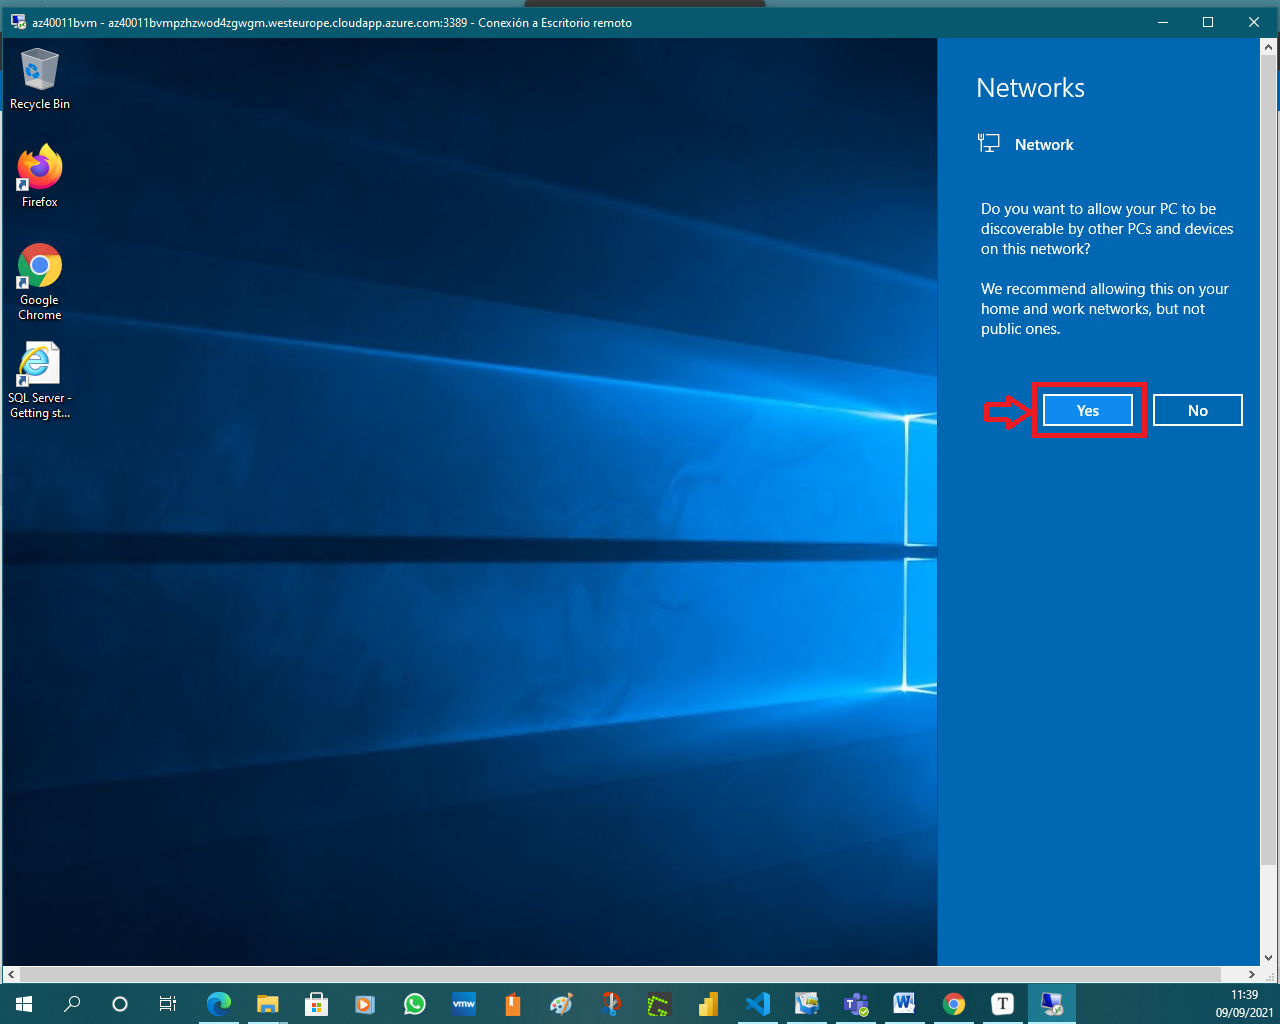 az40011bvm - az40011bvmpzhzwod4zgwgm.westeurope.cloudapp.azure.com:3389 - Conexión a Escritorio remoto
Recycle Bin
Firefox
Google
Chrome
SQL Server -
Getting st...
Networks
Network
Do you want to allow your PC to be
discoverable by other PCs and devices
on this network?
We recommend allowing this on your
home and work networks, but not
public ones.
Yes
No
vmw
W
T
11:39
09/09/2021